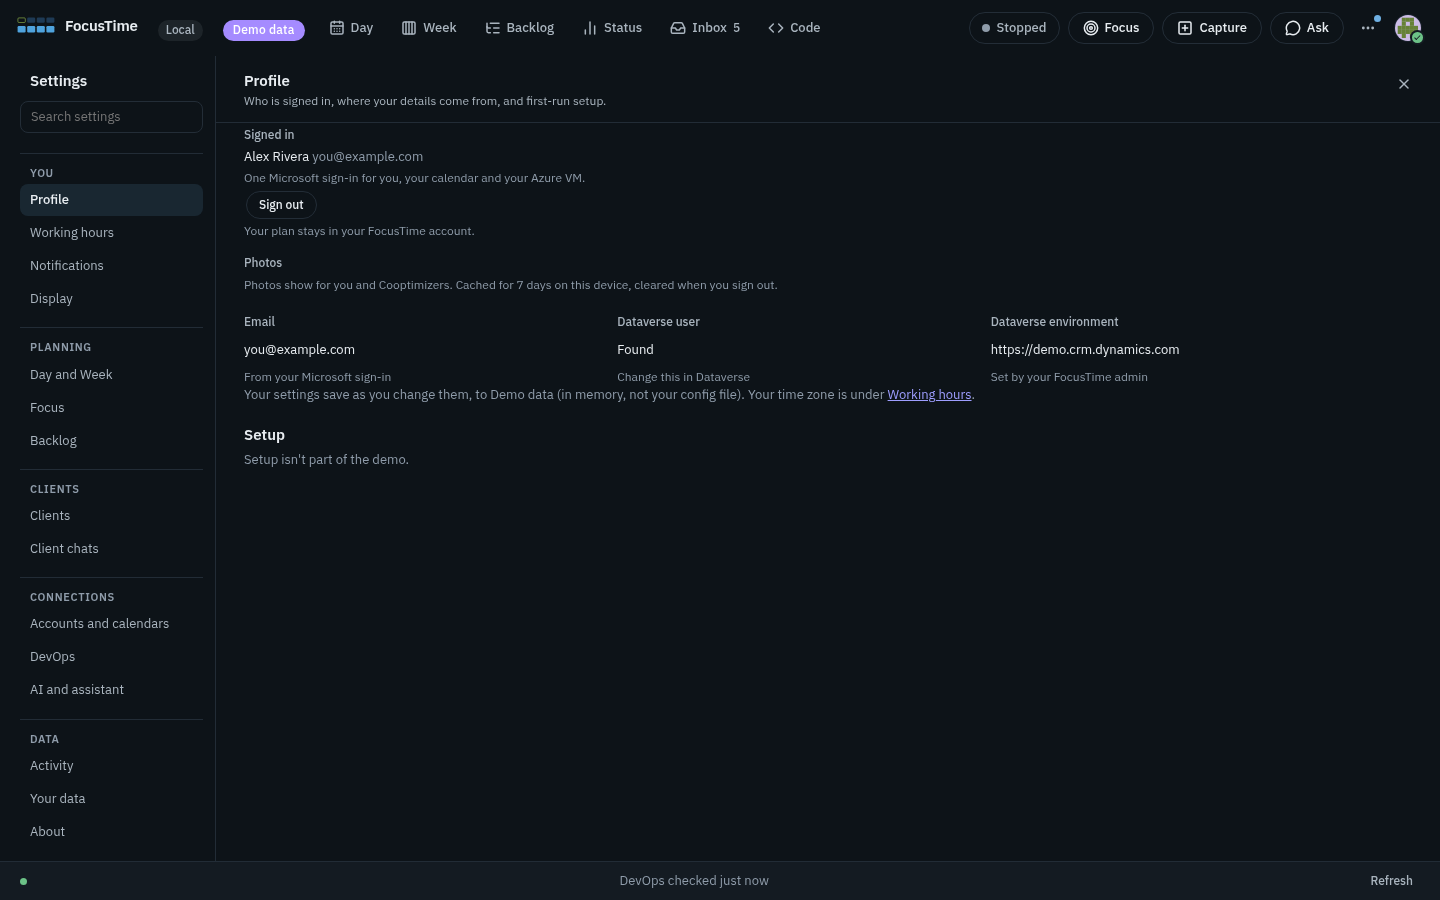 FocusTime
Local
Demo data
Day
Week
Backlog
Status
Inbox 5
Code
Stopped
Focus
Capture
Ask
Settings
Search settings
YOU
Profile
Working hours
Notifications
Display
PLANNING
Day and Week
Focus
Backlog
CLIENTS
Clients
Client chats
CONNECTIONS
Accounts and calendars
DevOps
AI and assistant
DATA
Activity
Your data
About
Profile
Who is signed in, where your details come from, and first-run setup.
Signed in
Alex Rivera you@example.com
One Microsoft sign-in for you, your calendar and your Azure VM.
Sign out
Your plan stays in your FocusTime account.
Photos
Photos show for you and Cooptimizers. Cached for 7 days on this device, cleared when you sign out.
Email
you@example.com
From your Microsoft sign-in
Dataverse user
Found
Change this in Dataverse
Dataverse environment
https://demo.crm.dynamics.com
Set by your FocusTime admin
Your settings save as you change them, to Demo data (in memory, not your config file). Your time zone is under Working hours.
Setup
Setup isn't part of the demo.
DevOps checked just now
Refresh